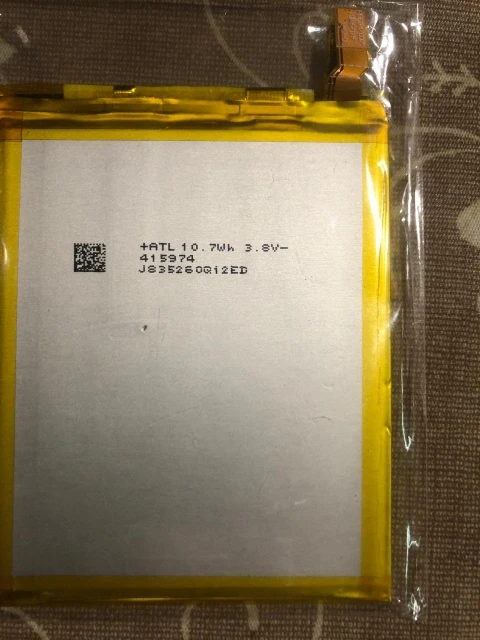 +ATL 10.7Wh 3.8V-
415974
J835260Q12ED